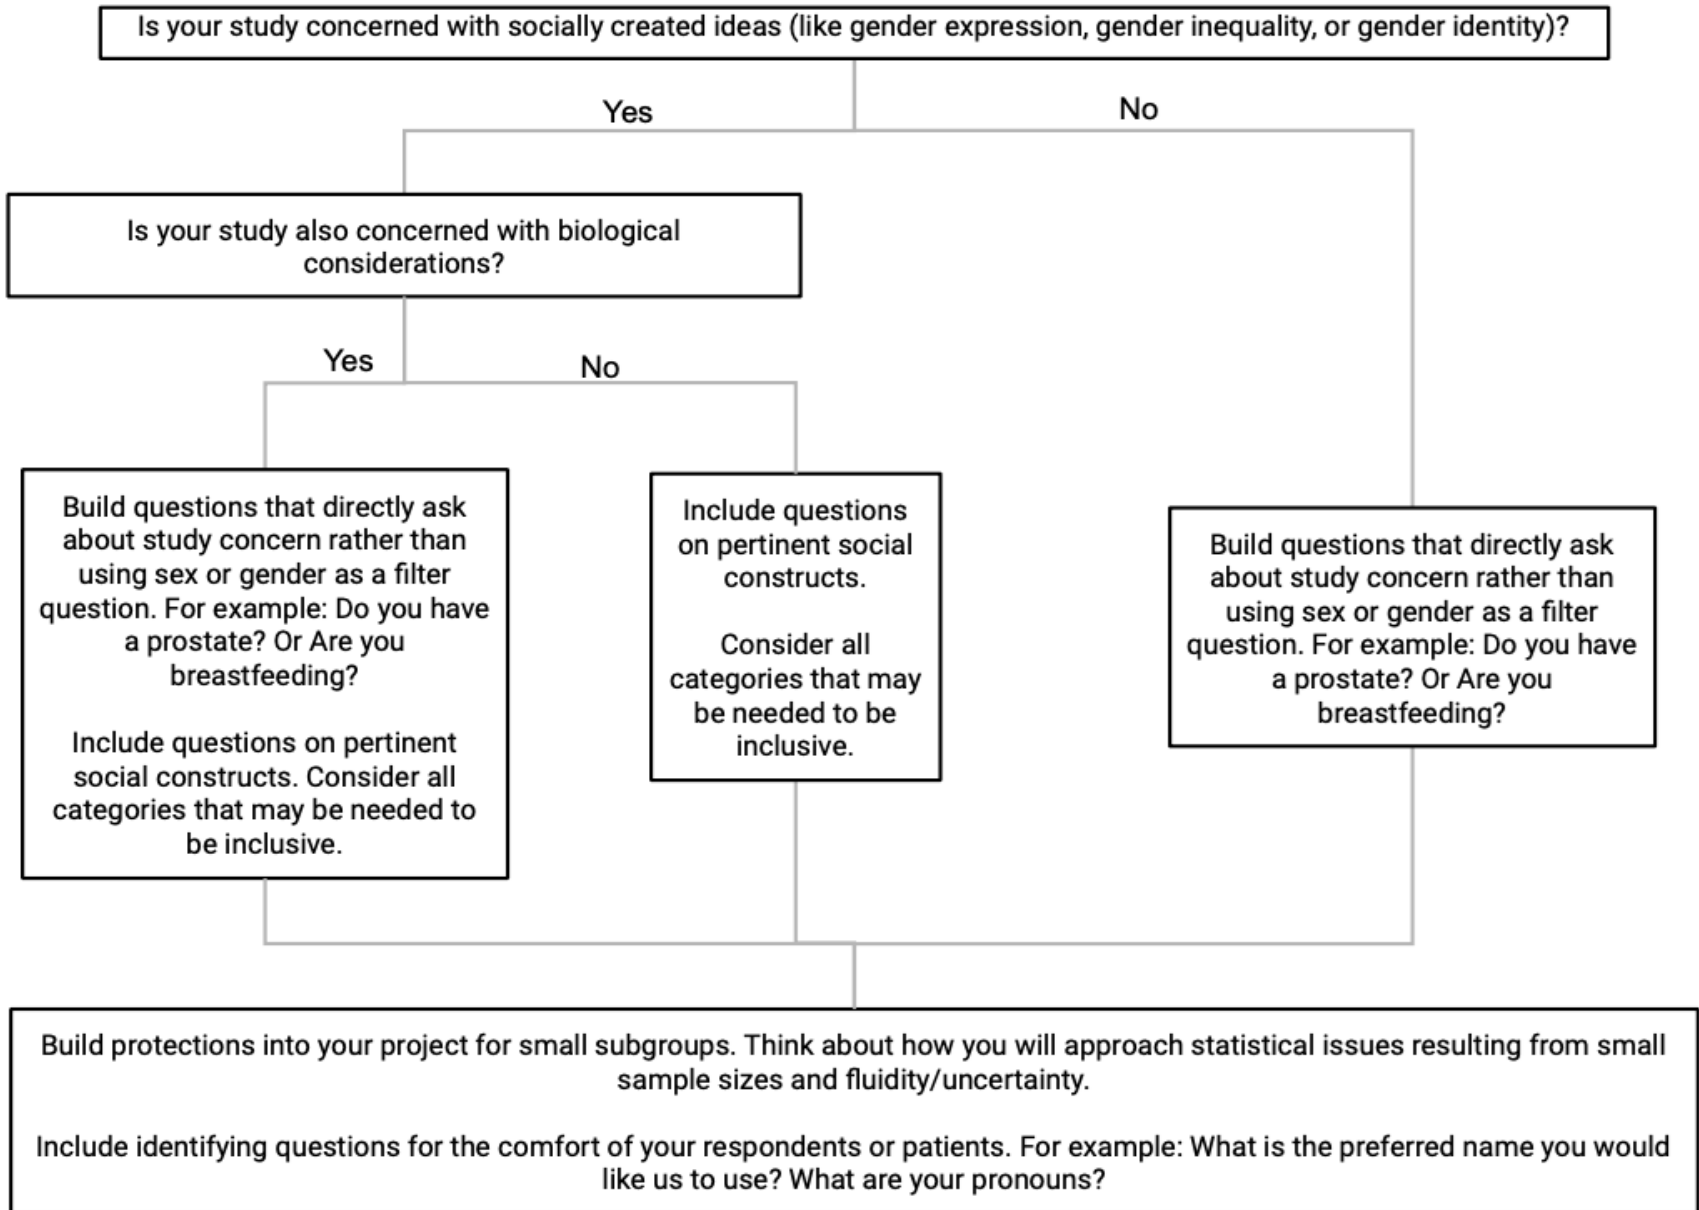 Is your study concerned with socially created ideas (like gender expression, gender inequality, or gender identity)?
Yes
No
Is your study also concerned with biological
considerations?
Yes
No
Build questions that directly ask
about study concern rather than
using sex or gender as a filter
question. For example: Do you have
a prostate? Or Are you
breastfeeding?
Include questions on pertinent
social constructs. Consider all
categories that may be needed to
be inclusive.
Include questions
on pertinent social
constructs.
Consider all
categories that may
be needed to be
inclusive.
Build questions that directly ask
about study concern rather than
using sex or gender as a filter
question. For example: Do you have
a prostate? Or Are you
breastfeeding?
Build protections into your project for small subgroups. Think about how you will approach statistical issues resulting from small
sample sizes and fluidity/uncertainty.
Include identifying questions for the comfort of your respondents or patients. For example: What is the preferred name you would
like us to use? What are your pronouns?